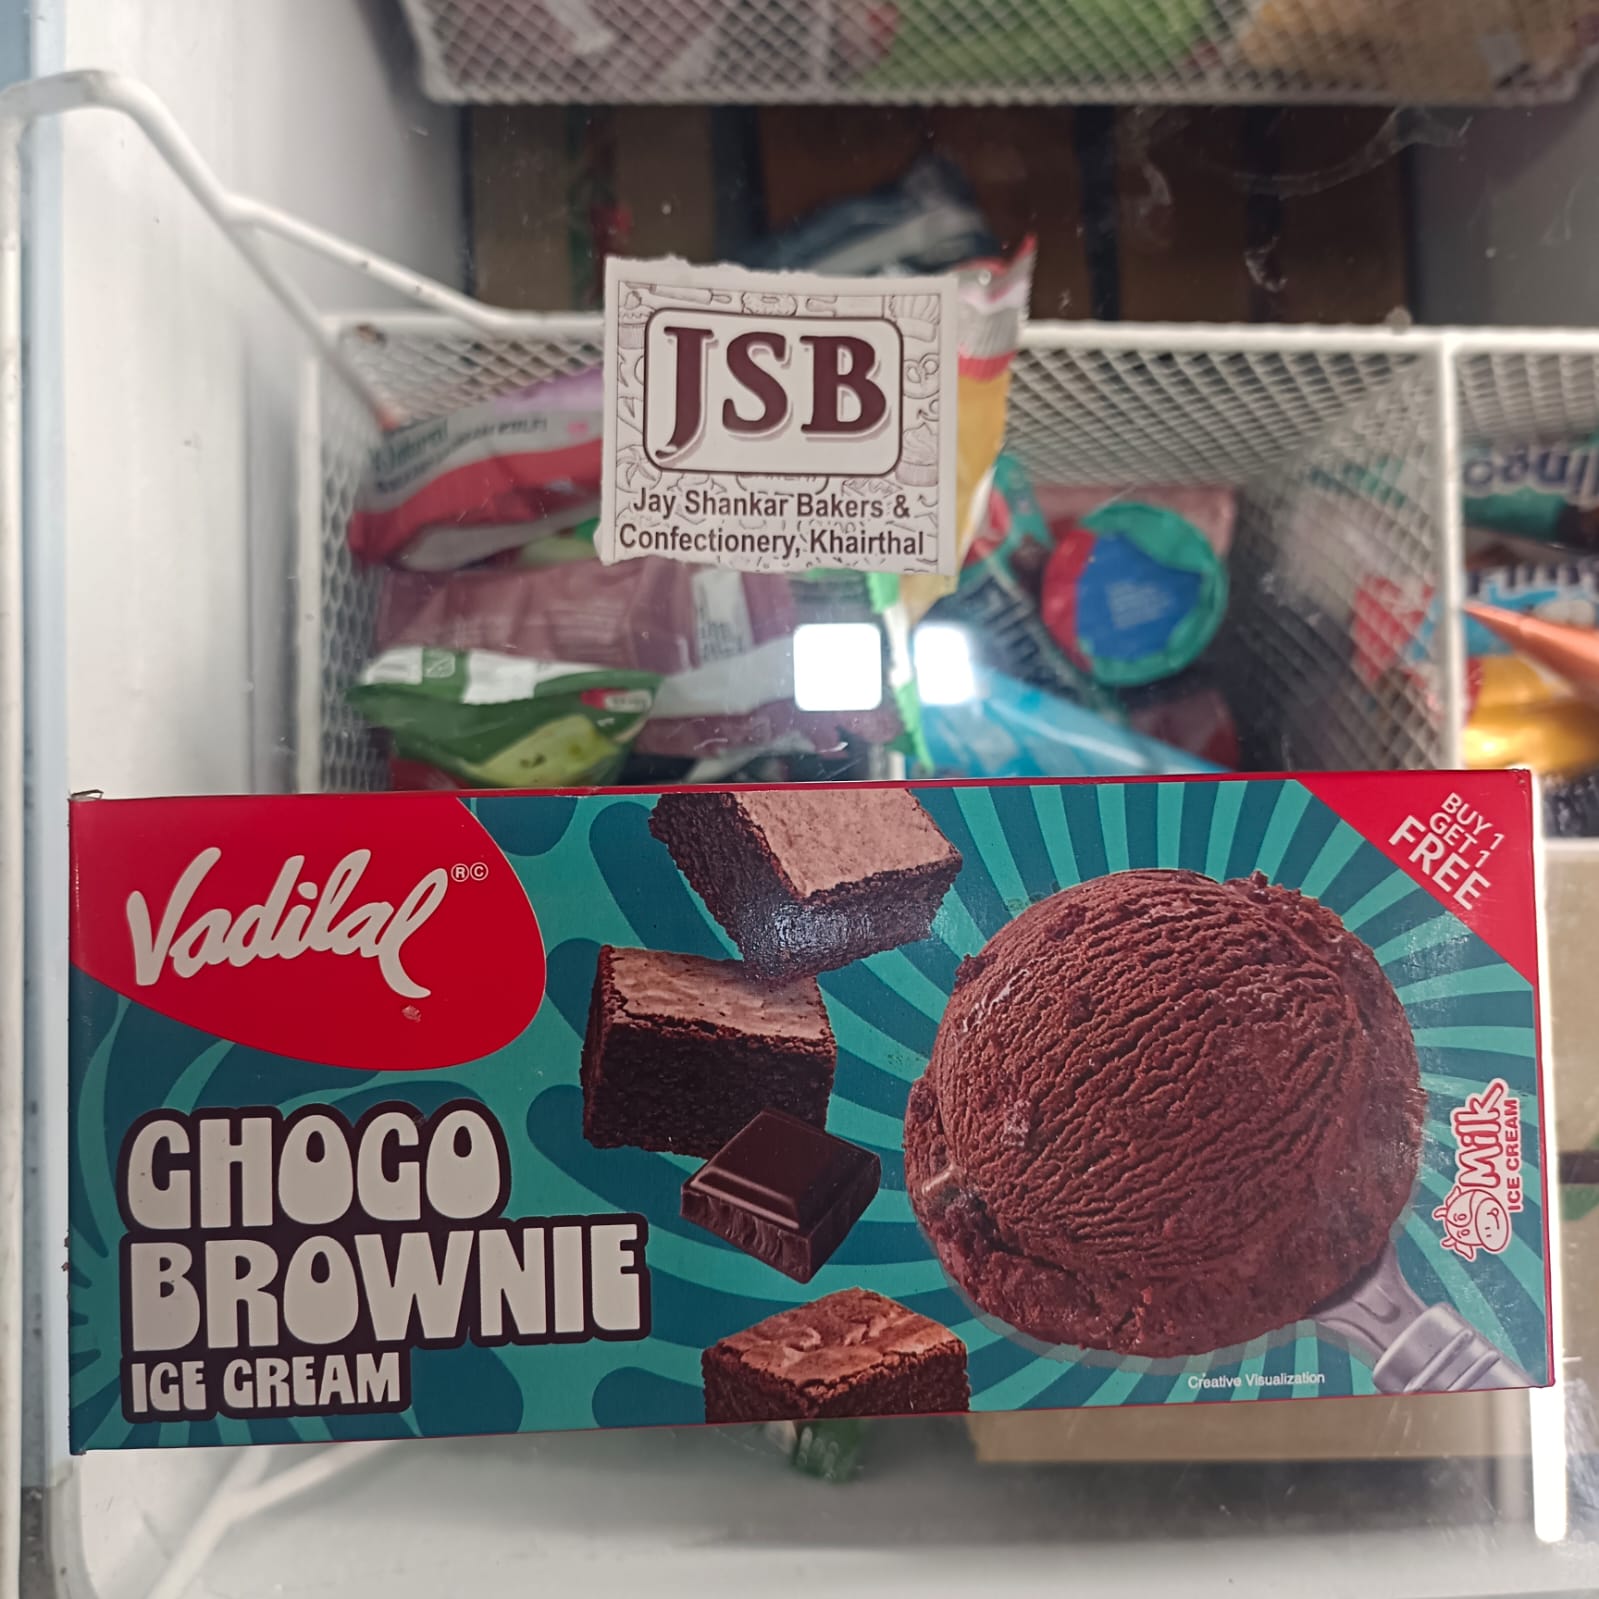 JSB
Jay Shankar Bakers &
Confectionery, Khairthal
Vadilal ®©
BUY 1
GET 1
FREE
CHOCO
BROWNIE
ICE CREAM
Milk
ICE CREAM
Creative Visualization